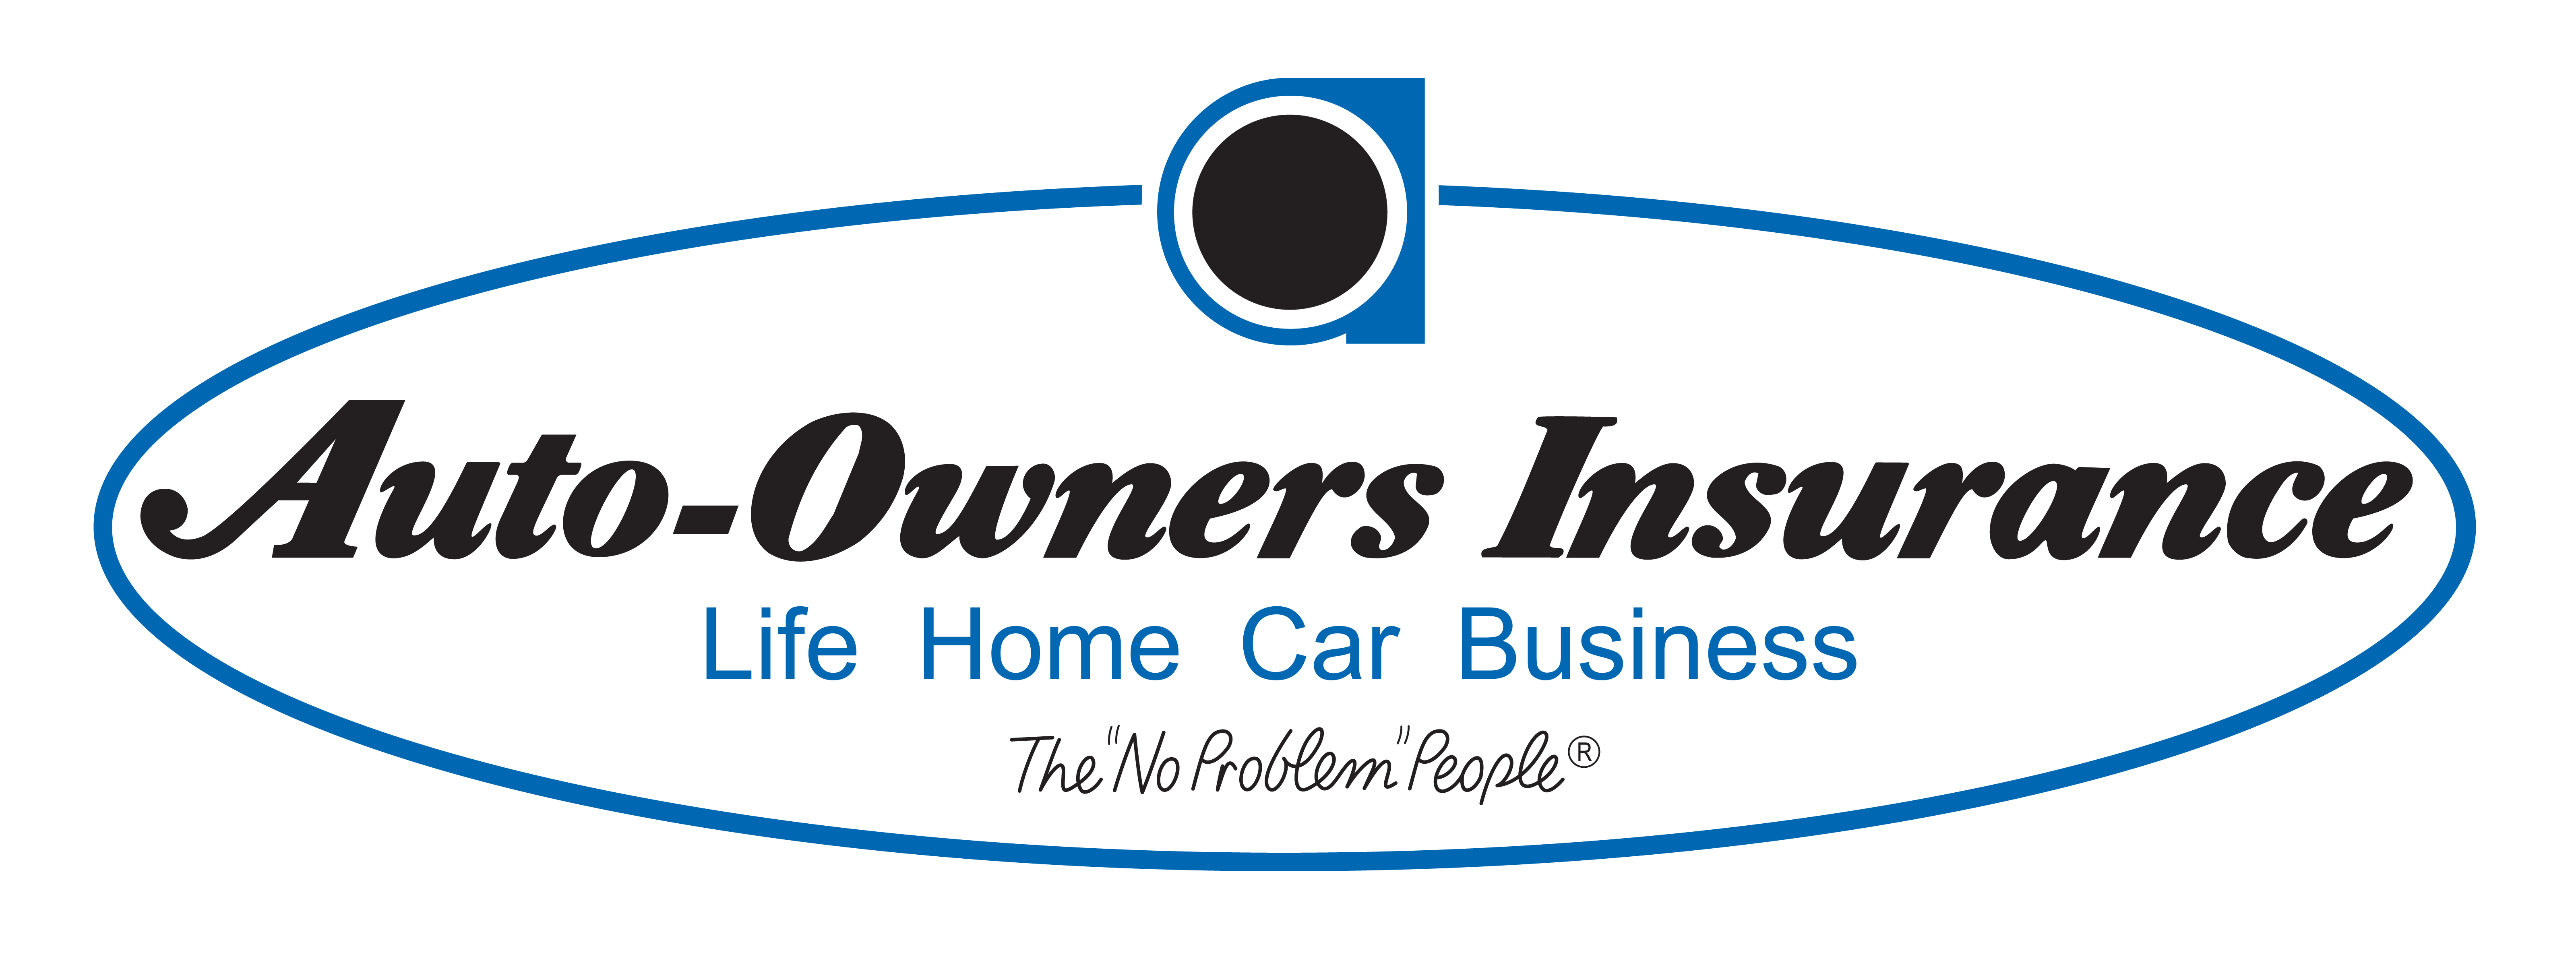 a
Auto-Owners Insurance
Life Home Car Business
The "No Problem" People®